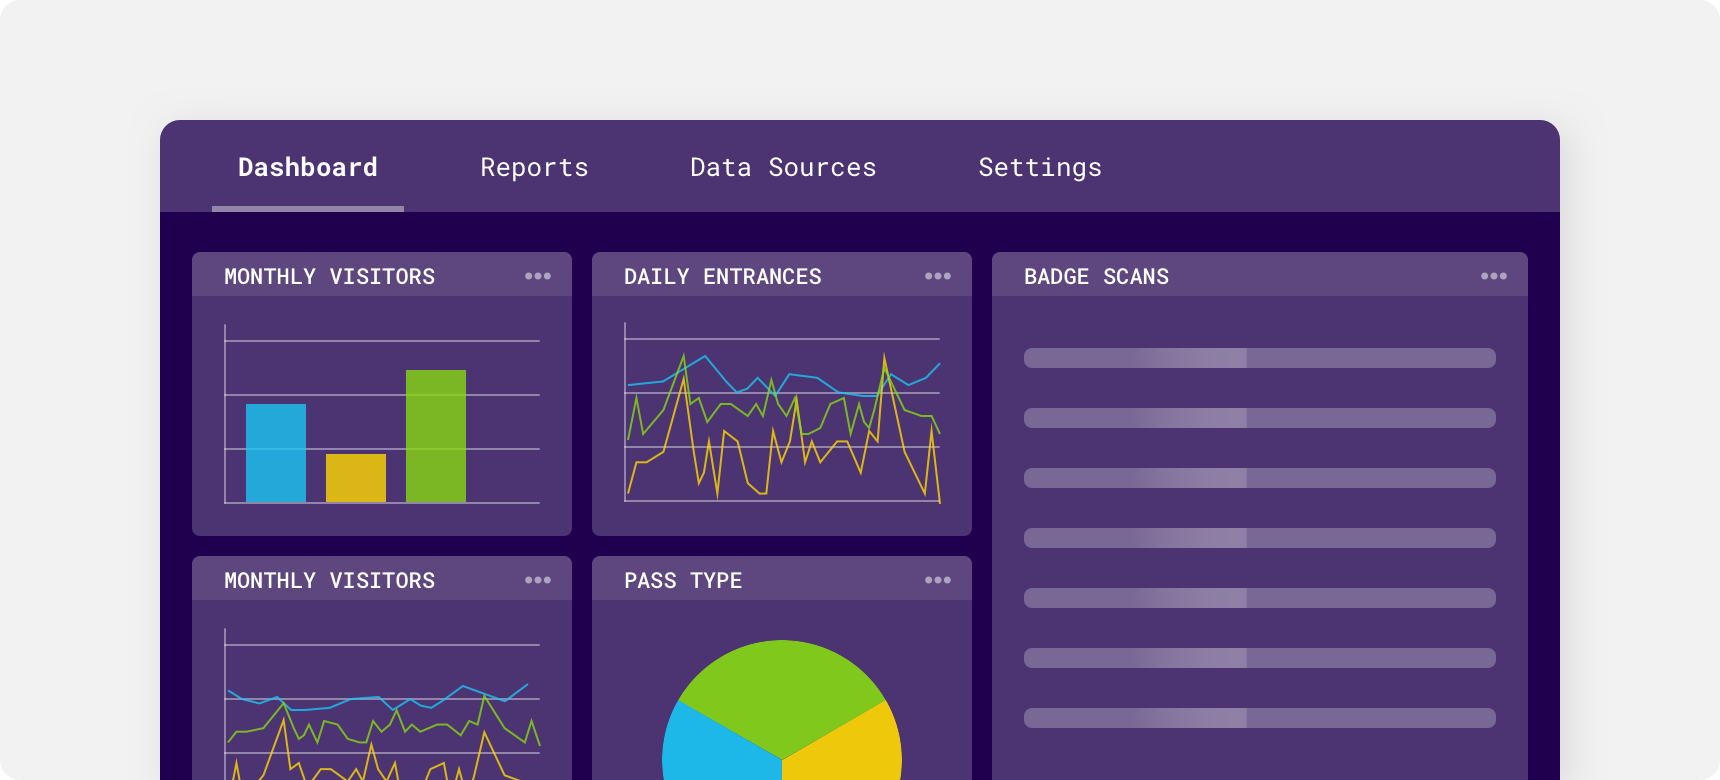 Dashboard Reports Data Sources Settings
MONTHLY VISITORS
DAILY ENTRANCES
BADGE SCANS
MONTHLY VISITORS
PASS TYPE